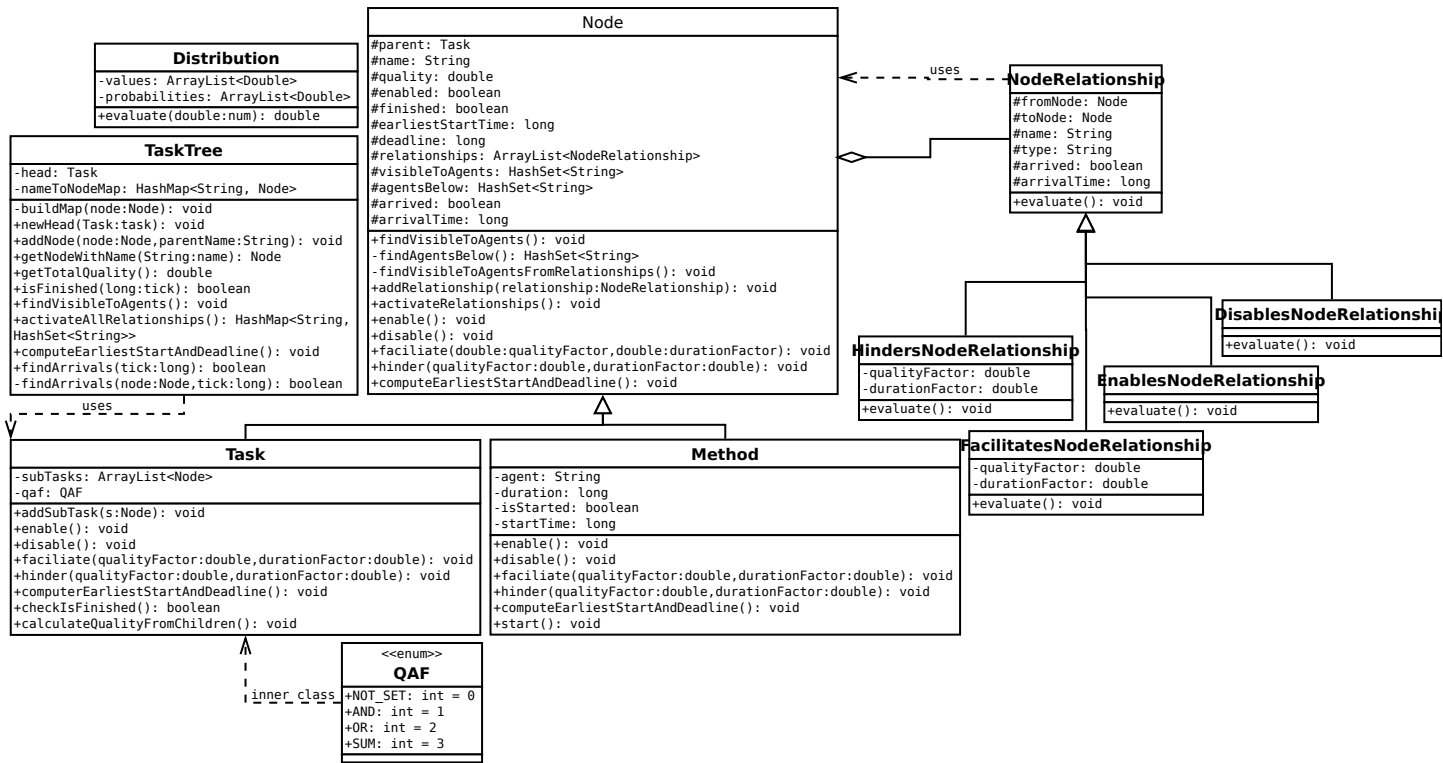 Node
#parent: Task
#name: String
#quality: double
#enabled: boolean
#finished: boolean
#earliestStartTime: long
#deadline: long
#relationships: ArrayList<NodeRelationship>
#visibleToAgents: HashSet<String>
#agentsBelow: HashSet<String>
#arrived: boolean
#arrivalTime: long
+findVisibleToAgents(): void
-findAgentsBelow(): HashSet<String>
-findVisibleToAgentsFromRelationships(): void
+addRelationship(relationship:NodeRelationship): void
+activateRelationships(): void
+enable(): void
+disable(): void
+faciliate(double:qualityFactor,double:durationFactor): void
+hinder(qualityFactor:double,durationFactor:double): void
+computeEarliestStartAndDeadline(): void
Distribution
-values: ArrayList<Double>
-probabilities: ArrayList<Double>
+evaluate(double:num): double
TaskTree
-head: Task
-nameToNodeMap: HashMap<String, Node>
-buildMap(node:Node): void
+newHead(Task:task): void
+addNode(node:Node,parentName:String): void
+getNodeWithName(String:name): Node
+getTotalQuality(): double
+isFinished(long:tick): boolean
+findVisibleToAgents(): void
+activateAllRelationships(): HashMap<String,
HashSet<String>>
+computeEarliestStartAndDeadline(): void
+findArrivals(tick:long): boolean
-findArrivals(node:Node,tick:long): boolean
uses
uses
NodeRelationship
#fromNode: Node
#toNode: Node
#name: String
#type: String
#arrived: boolean
#arrivalTime: long
+evaluate(): void
DisablesNodeRelationship
+evaluate(): void
HindersNodeRelationship
-qualityFactor: double
-durationFactor: double
+evaluate(): void
EnablesNodeRelationship
+evaluate(): void
FacilitatesNodeRelationship
-qualityFactor: double
-durationFactor: double
+evaluate(): void
Task
-subTasks: ArrayList<Node>
-qaf: QAF
+addSubTask(s:Node): void
+enable(): void
+disable(): void
+faciliate(qualityFactor:double,durationFactor:double): void
+hinder(qualityFactor:double,durationFactor:double): void
+computerEarliestStartAndDeadline(): void
+checkIsFinished(): boolean
+calculateQualityFromChildren(): void
Method
-agent: String
-duration: long
-isStarted: boolean
-startTime: long
+enable(): void
+disable(): void
+faciliate(qualityFactor:double,durationFactor:double): void
+hinder(qualityFactor:double,durationFactor:double): void
+computeEarliestStartAndDeadline(): void
+start(): void
inner class
<<enum>>
QAF
+NOT_SET: int = 0
+AND: int = 1
+OR: int = 2
+SUM: int = 3